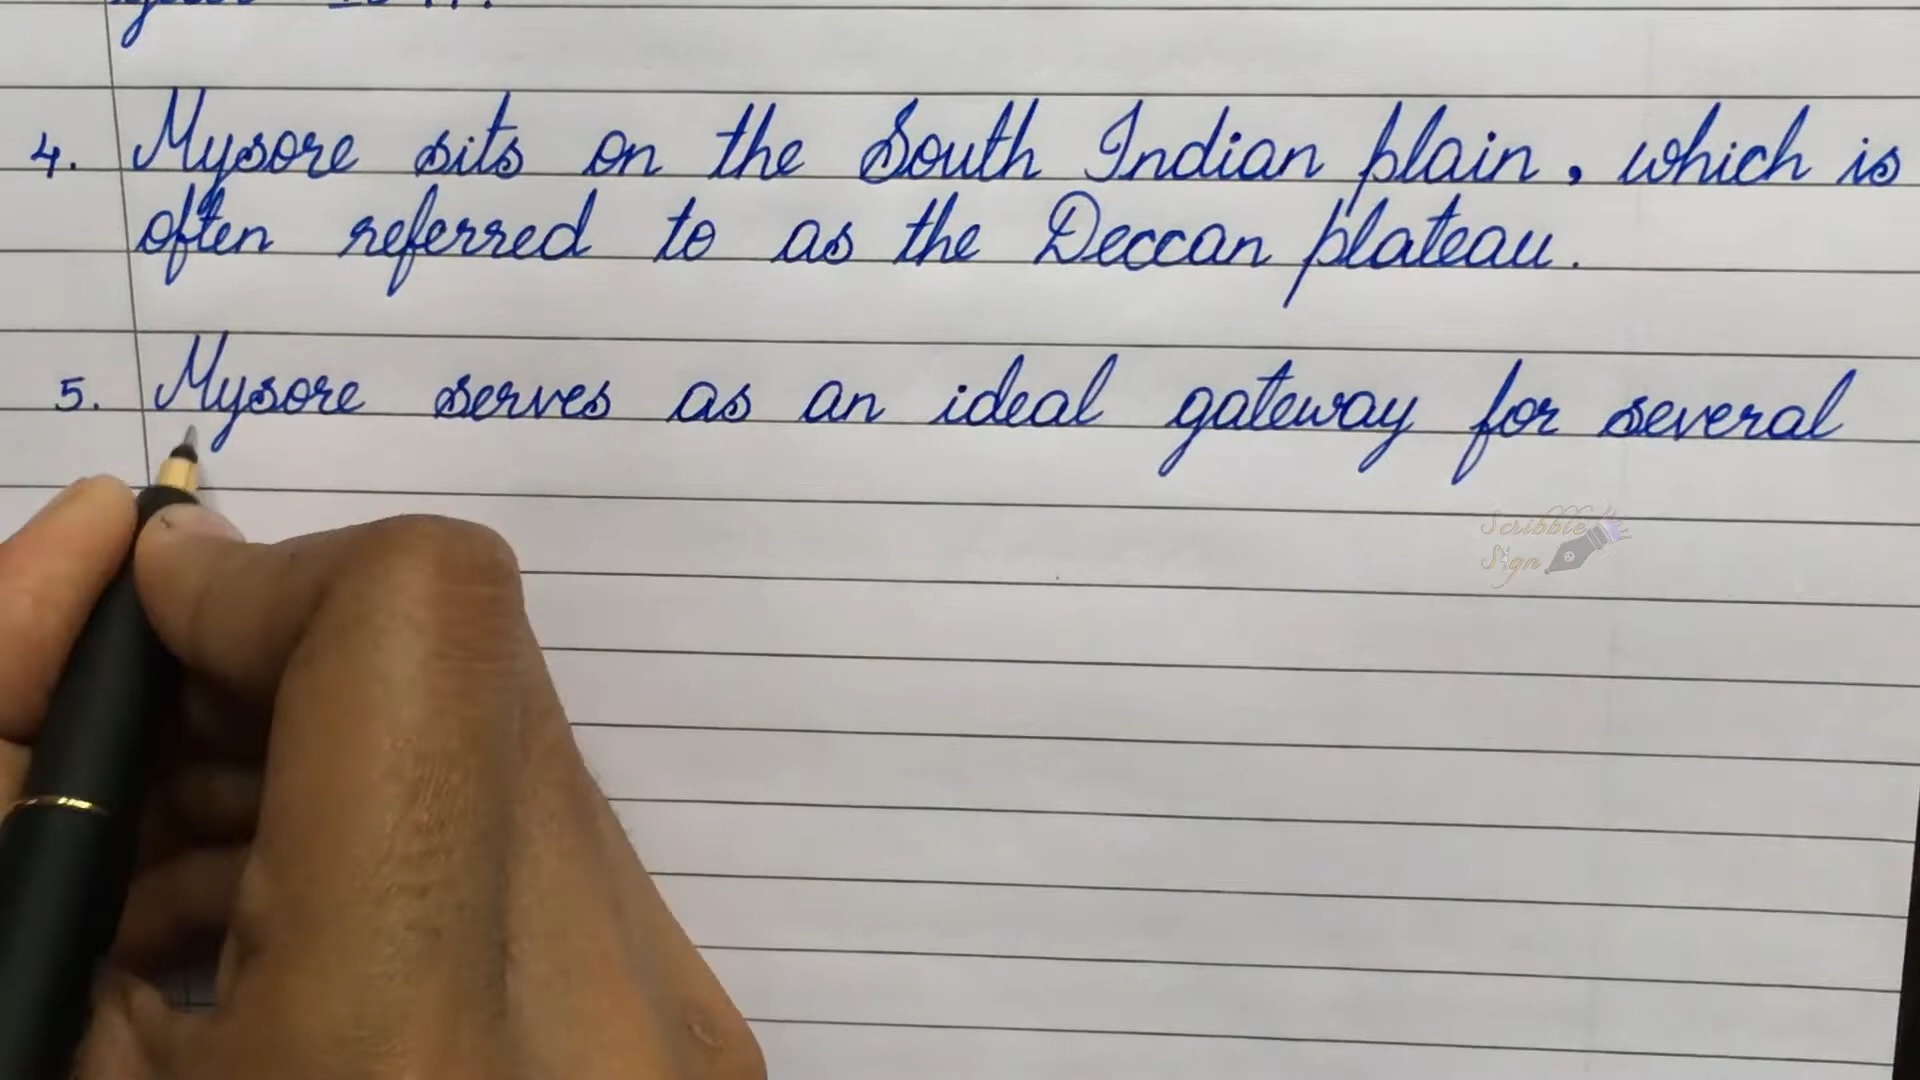 4. Mysore sits on the South Indian plain, which is
often referred to as the Deccan plateau.
5. Mysore serves as an ideal gateway for several
Scribble
Sign